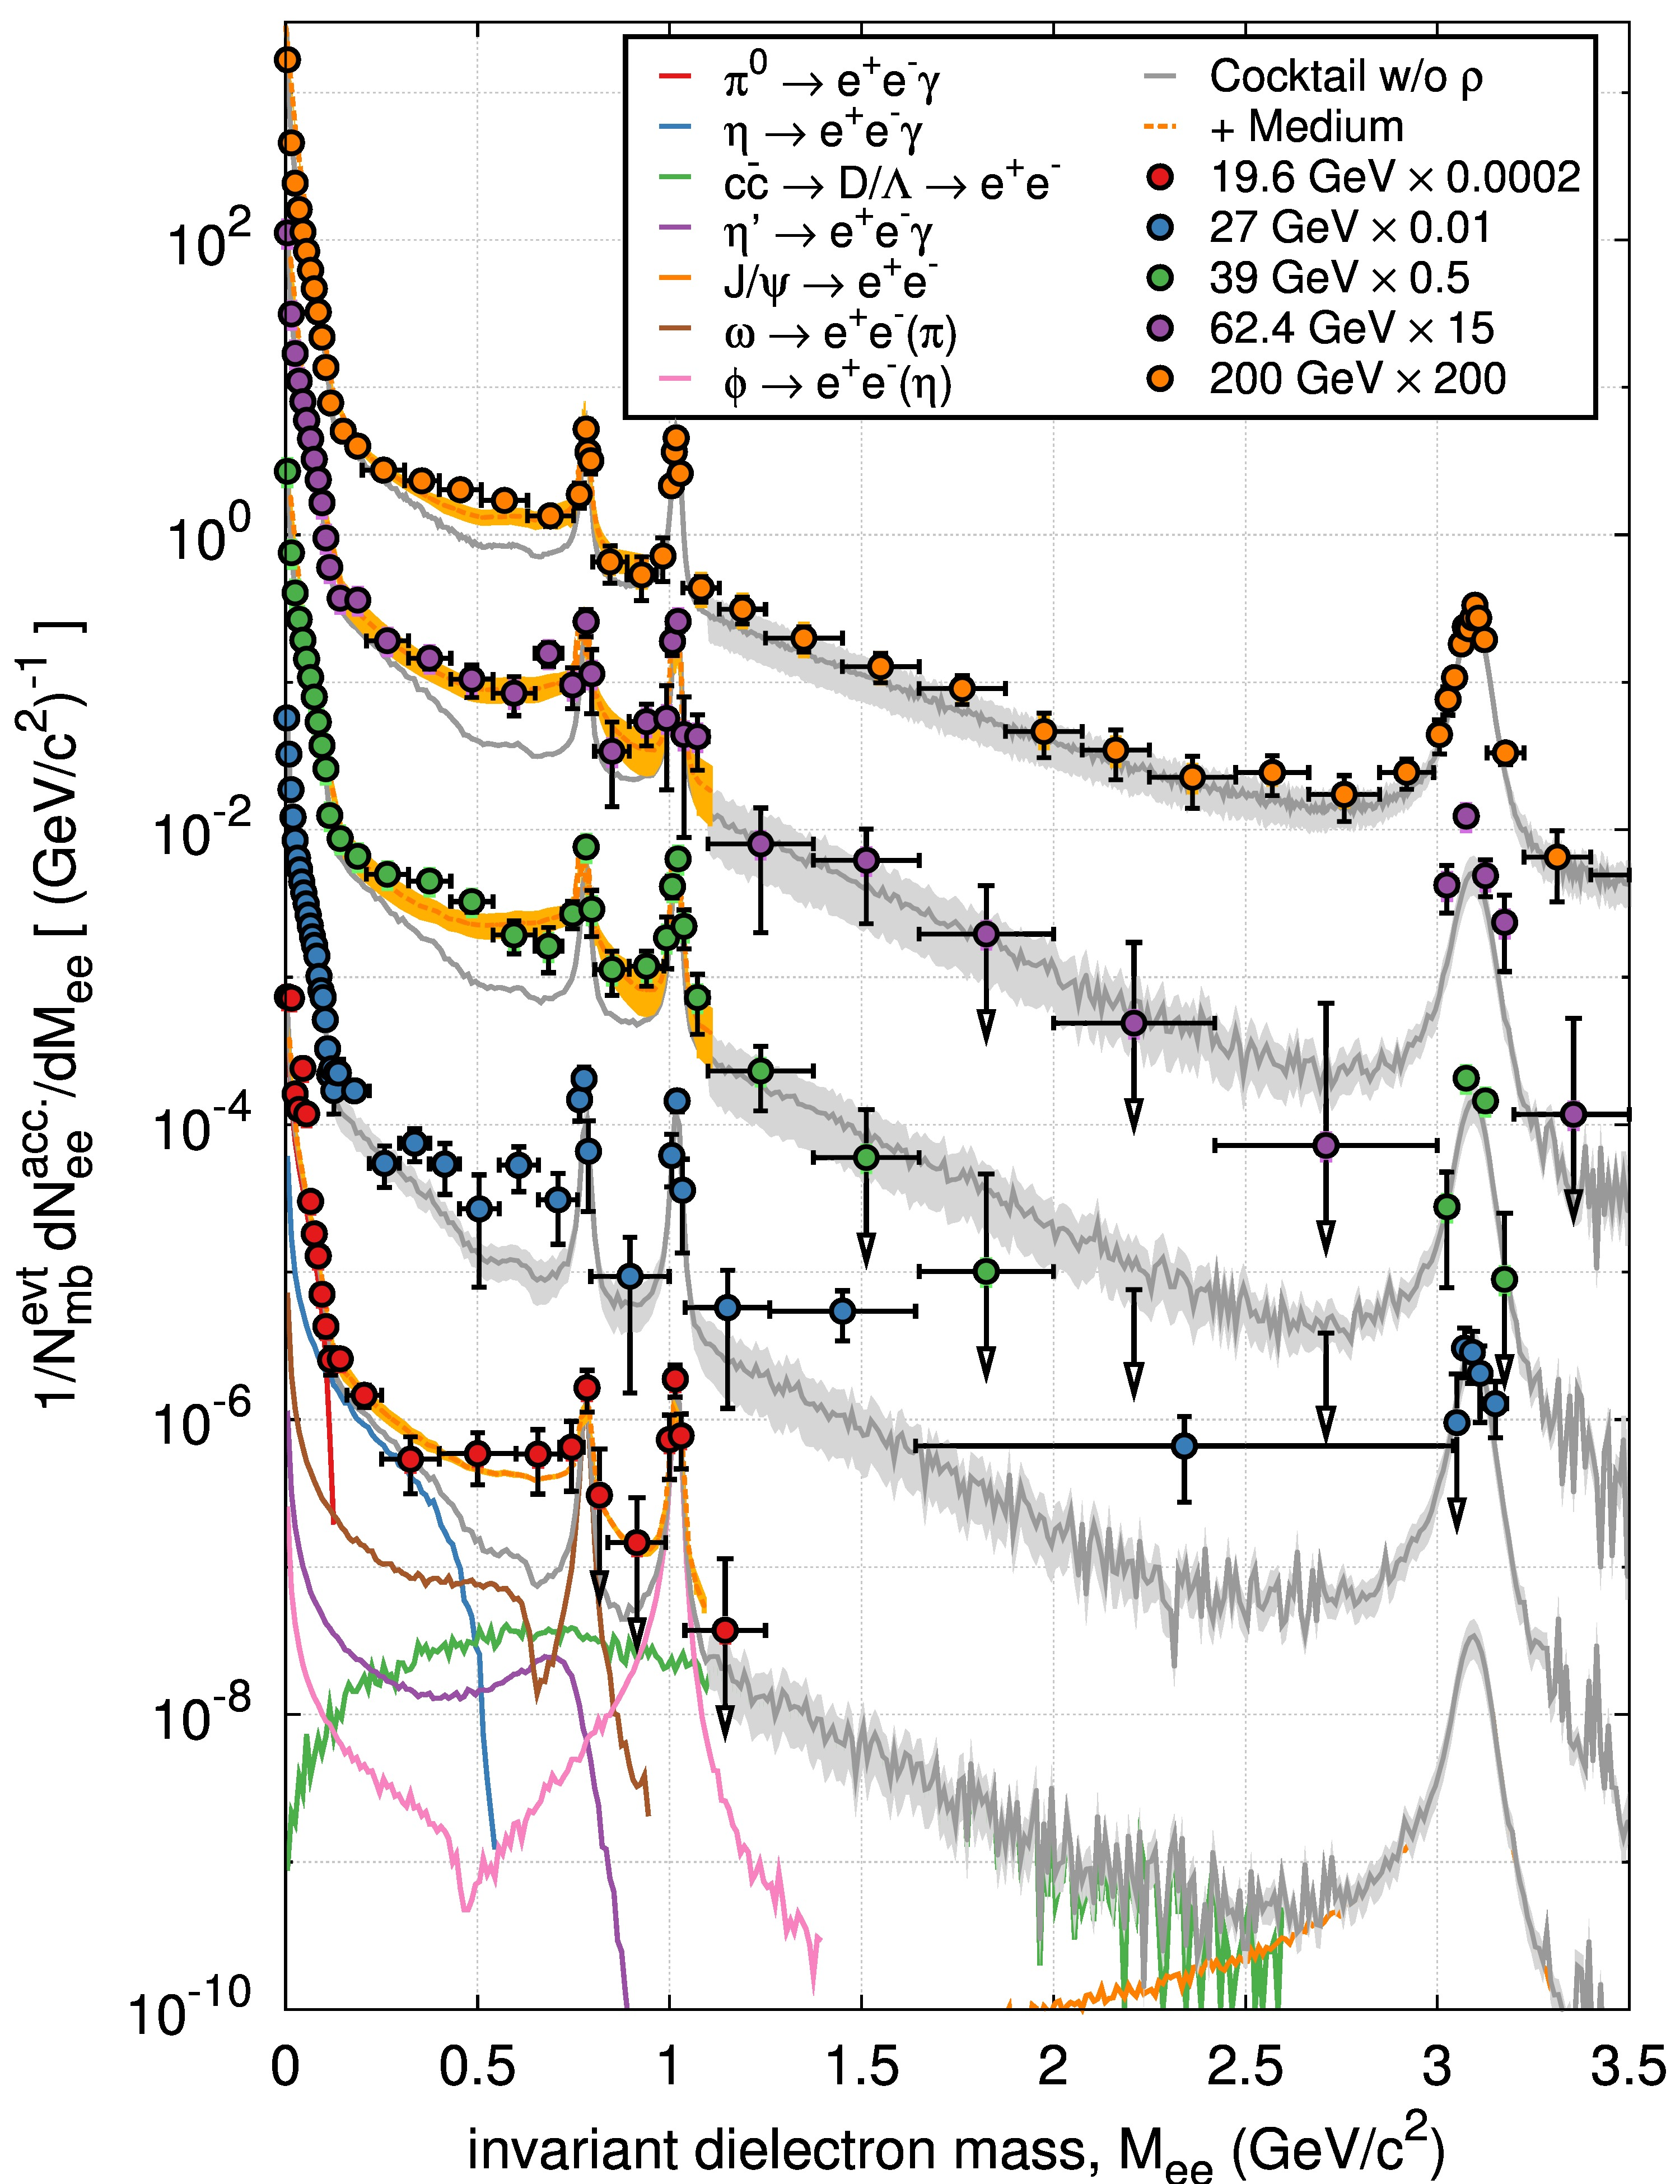 π⁰ → e⁺e⁻γ
η → e⁺e⁻γ
cc̄ → D/Λ → e⁺e⁻
η’ → e⁺e⁻γ
J/ψ → e⁺e⁻
ω → e⁺e⁻(π)
ϕ → e⁺e⁻(η)
Cocktail w/o ρ
+ Medium
19.6 GeV × 0.0002
27 GeV × 0.01
39 GeV × 0.5
62.4 GeV × 15
200 GeV × 200
10²
10⁰
10⁻²
10⁻⁴
10⁻⁶
10⁻⁸
10⁻¹⁰
1/N_mb^evt dN_ee^acc./dM_ee [ (GeV/c²)⁻¹ ]
0 0.5 1 1.5 2 2.5 3 3.5
invariant dielectron mass, M_ee (GeV/c²)